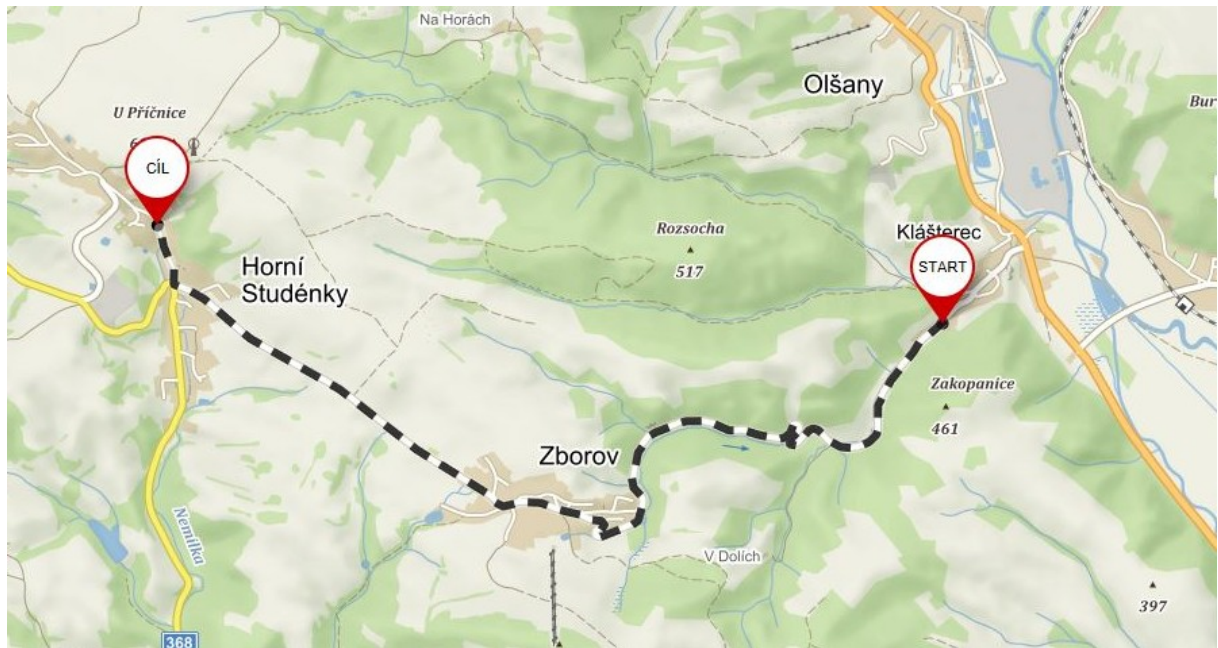 Na Horách
Olšany
U Příčnice
Bur
CÍL
Rozsocha
517
Klášterec
START
Horní
Studénky
Zakopanice
461
Zborov
Nemilka
V Dolích
397
368